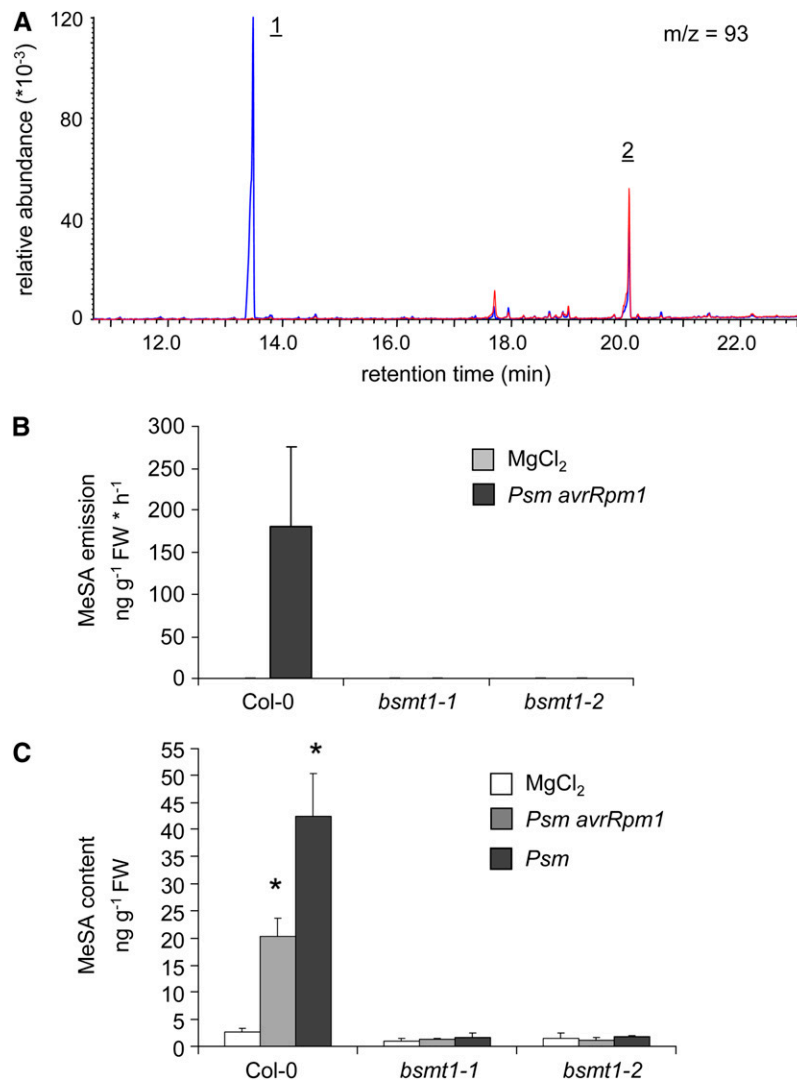 A
120
80
40
0
relative abundance (*10⁻³)
1
2
m/z = 93
12.0 14.0 16.0 18.0 20.0 22.0
retention time (min)
B
300
250
200
150
100
50
0
MeSA emission
ng g⁻¹ FW * h⁻¹
MgCl₂
Psm avrRpm1
Col-0 bsmt1-1 bsmt1-2
C
55
50
45
40
35
30
25
20
15
10
5
0
MeSA content
ng g⁻¹ FW
*
*
MgCl₂
Psm avrRpm1
Psm
Col-0 bsmt1-1 bsmt1-2